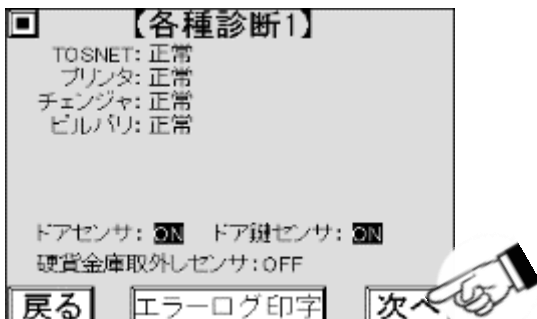 【各種診断1】
TOSNET: 正常
プリンタ: 正常
チェンジャ: 正常
ビルバリ: 正常
ドアセンサ: ON ドア鍵センサ: ON
硬貨金庫取外しセンサ:OFF
戻る エラーログ印字 次へ